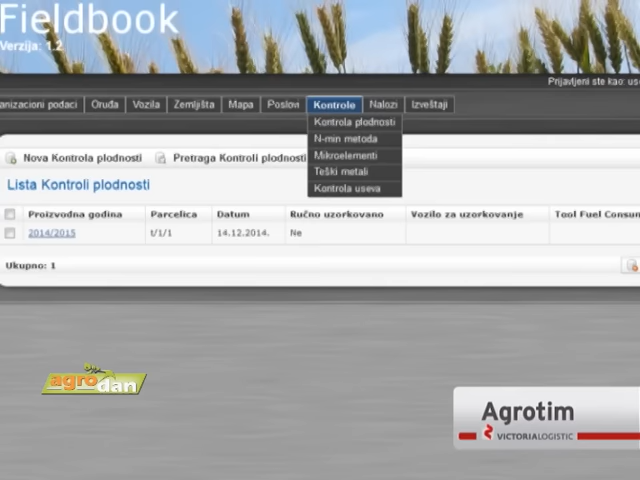 Fieldbook
Verzija: 1.2
Prijavljeni ste kao:
anizacioni podaci Oruđa Vozila Zemljišta Mapa Poslovi Kontrole Nalozi Izveštaji
Kontrola plodnosti
N-min metoda
Mikroelementi
Teški metali
Kontrola useva
Nova Kontrola plodnosti Pretraga Kontroli plodnosti
Lista Kontroli plodnosti
Proizvodna godina Parcelica Datum Ručno uzorkovano Vozilo za uzorkovanje Tool Fuel Consum
2014/2015 t/1/1 14.12.2014. Ne
Ukupno: 1
agrodan
Agrotim
VICTORIALOGISTIC